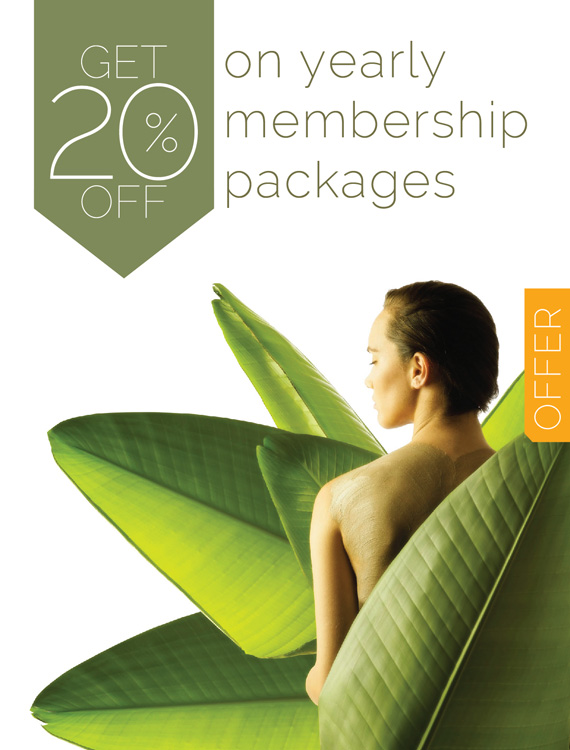 GET
20%
OFF
on yearly
membership
packages
OFFER